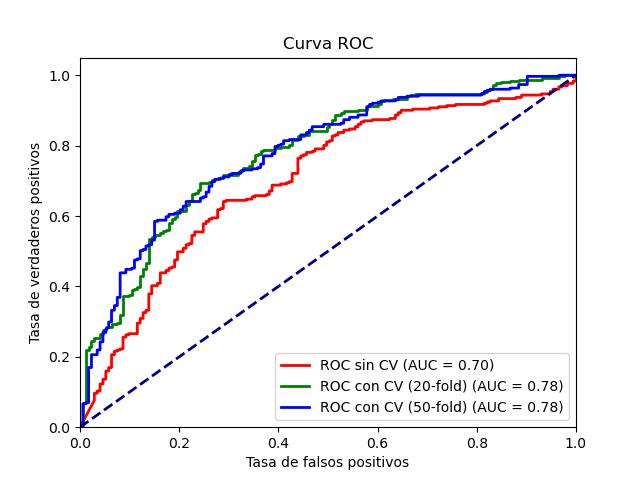 Curva ROC
1.0
0.8
0.6
0.4
0.2
0.0
Tasa de verdaderos positivos
ROC sin CV (AUC = 0.70)
ROC con CV (20-fold) (AUC = 0.78)
ROC con CV (50-fold) (AUC = 0.78)
0.0 0.2 0.4 0.6 0.8 1.0
Tasa de falsos positivos